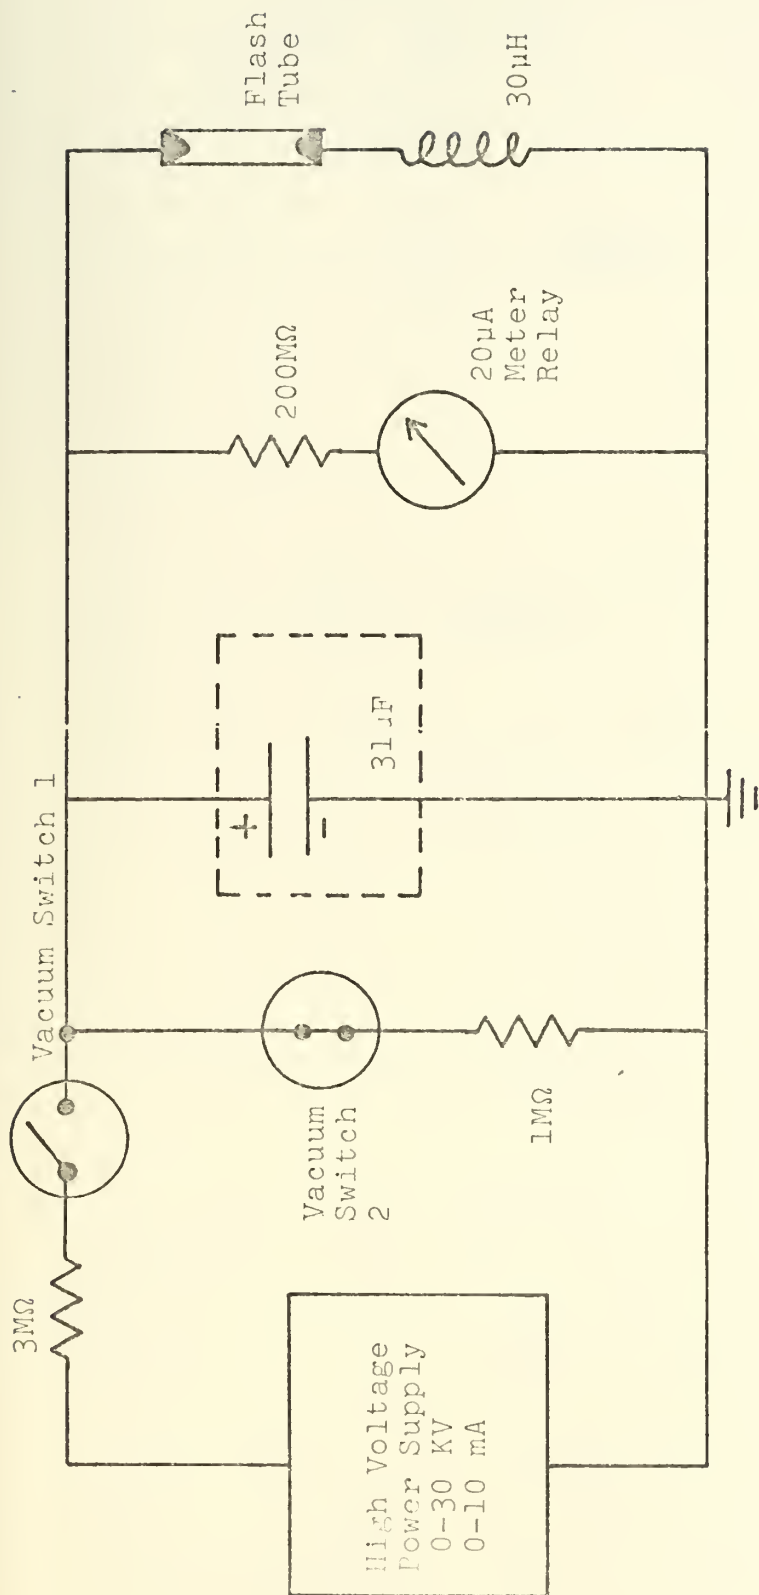 3MΩ
Vacuum Switch 1
Flash
Tube
200MΩ
Vacuum
Switch
2
+
-
31µF
High Voltage
Power Supply
0-30 KV
0-10 mA
20µA
Meter
Relay
30µH
1MΩ